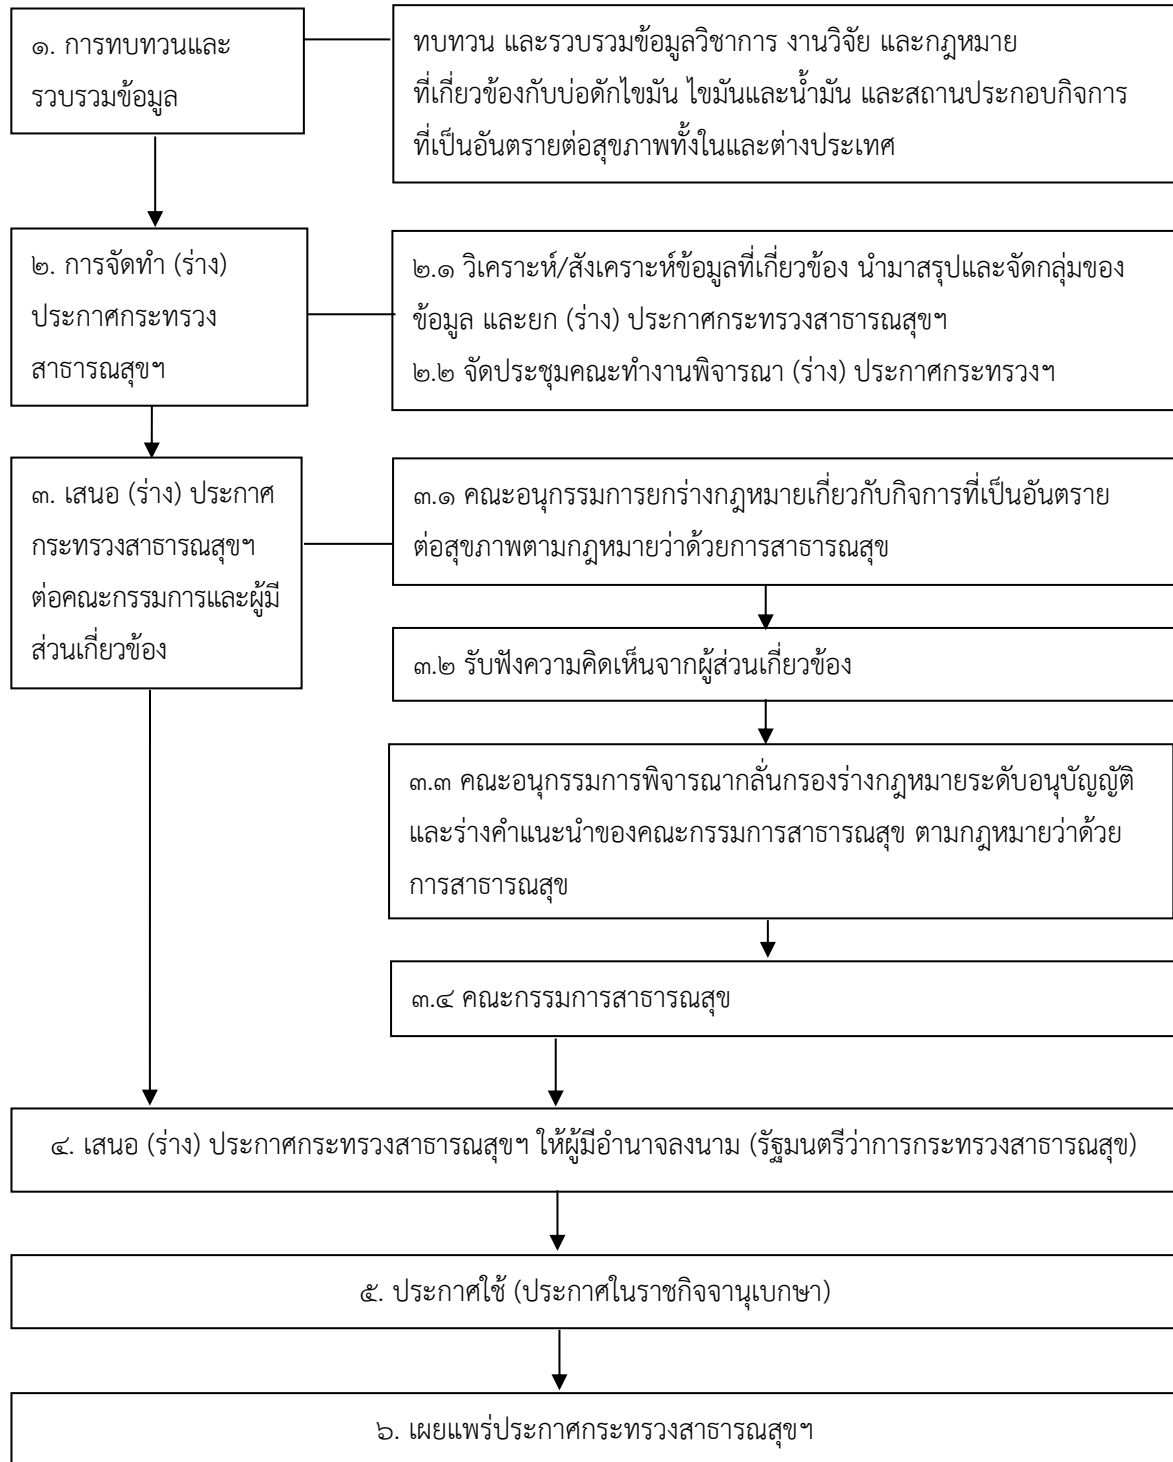 ๑. การทบทวนและ
รวบรวมข้อมูล
ทบทวน และรวบรวมข้อมูลวิชาการ งานวิจัย และกฎหมาย
ที่เกี่ยวข้องกับบ่อดักไขมัน ไขมันและน้ำมัน และสถานประกอบกิจการ
ที่เป็นอันตรายต่อสุขภาพทั้งในและต่างประเทศ
๒. การจัดทำ (ร่าง)
ประกาศกระทรวง
สาธารณสุขฯ
๒.๑ วิเคราะห์/สังเคราะห์ข้อมูลที่เกี่ยวข้อง นำมาสรุปและจัดกลุ่มของ
ข้อมูล และยก (ร่าง) ประกาศกระทรวงสาธารณสุขฯ
๒.๒ จัดประชุมคณะทำงานพิจารณา (ร่าง) ประกาศกระทรวงฯ
๓. เสนอ (ร่าง) ประกาศ
กระทรวงสาธารณสุขฯ
ต่อคณะกรรมการและผู้มี
ส่วนเกี่ยวข้อง
๓.๑ คณะอนุกรรมการยกร่างกฎหมายเกี่ยวกับกิจการที่เป็นอันตราย
ต่อสุขภาพตามกฎหมายว่าด้วยการสาธารณสุข
๓.๒ รับฟังความคิดเห็นจากผู้ส่วนเกี่ยวข้อง
๓.๓ คณะอนุกรรมการพิจารณากลั่นกรองร่างกฎหมายระดับอนุบัญญัติ
และร่างคำแนะนำของคณะกรรมการสาธารณสุข ตามกฎหมายว่าด้วย
การสาธารณสุข
๓.๔ คณะกรรมการสาธารณสุข
๔. เสนอ (ร่าง) ประกาศกระทรวงสาธารณสุขฯ ให้ผู้มีอำนาจลงนาม (รัฐมนตรีว่าการกระทรวงสาธารณสุข)
๕. ประกาศใช้ (ประกาศในราชกิจจานุเบกษา)
๖. เผยแพร่ประกาศกระทรวงสาธารณสุขฯ